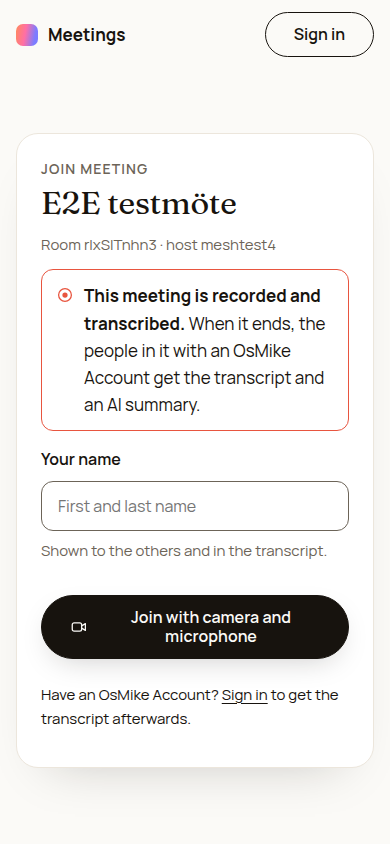 Meetings
Sign in
JOIN MEETING
E2E testmöte
Room rIxSITnhn3 · host meshtest4
This meeting is recorded and
transcribed. When it ends, the
people in it with an OsMike
Account get the transcript and
an AI summary.
Your name
First and last name
Shown to the others and in the transcript.
Join with camera and
microphone
Have an OsMike Account? Sign in to get the
transcript afterwards.